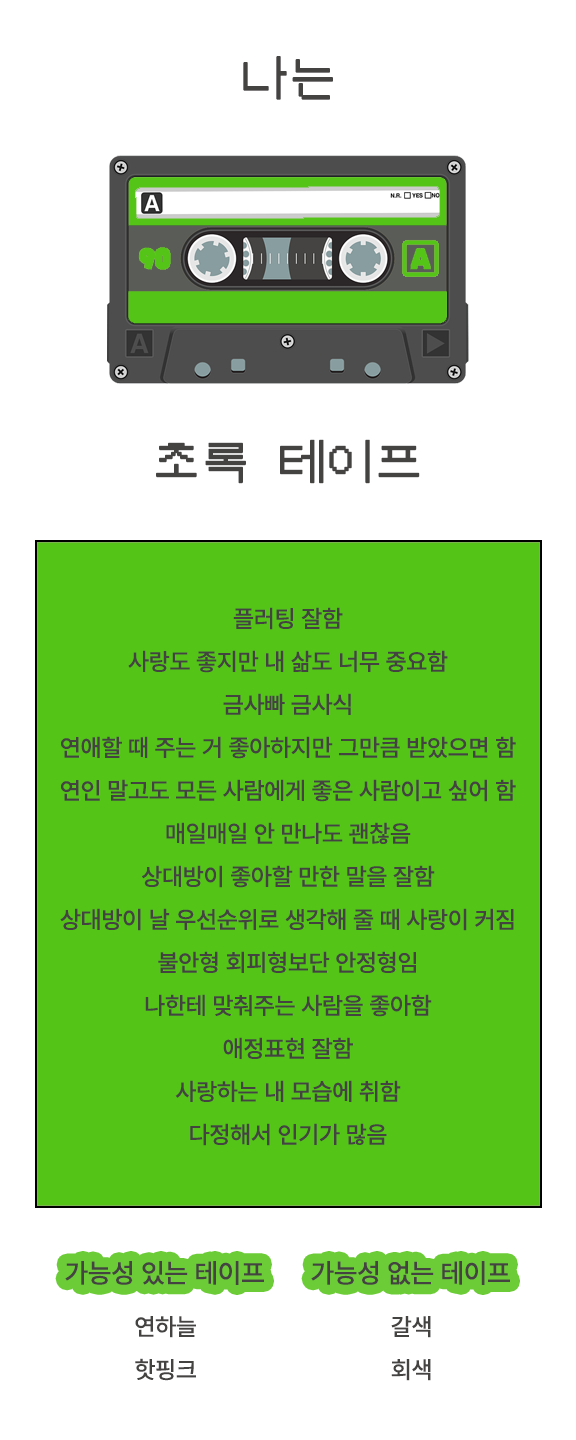 나는
A
N.R. YES NO
90
A
A
초록 테이프
플러팅 잘함
사랑도 좋지만 내 삶도 너무 중요함
금사빠 금사식
연애할 때 주는 거 좋아하지만 그만큼 받았으면 함
연인 말고도 모든 사람에게 좋은 사람이고 싶어 함
매일매일 안 만나도 괜찮음
상대방이 좋아할 만한 말을 잘함
상대방이 날 우선순위로 생각해 줄 때 사랑이 커짐
불안형 회피형보단 안정형임
나한테 맞춰주는 사람을 좋아함
애정표현 잘함
사랑하는 내 모습에 취함
다정해서 인기가 많음
가능성 있는 테이프
연하늘
핫핑크
가능성 없는 테이프
갈색
회색